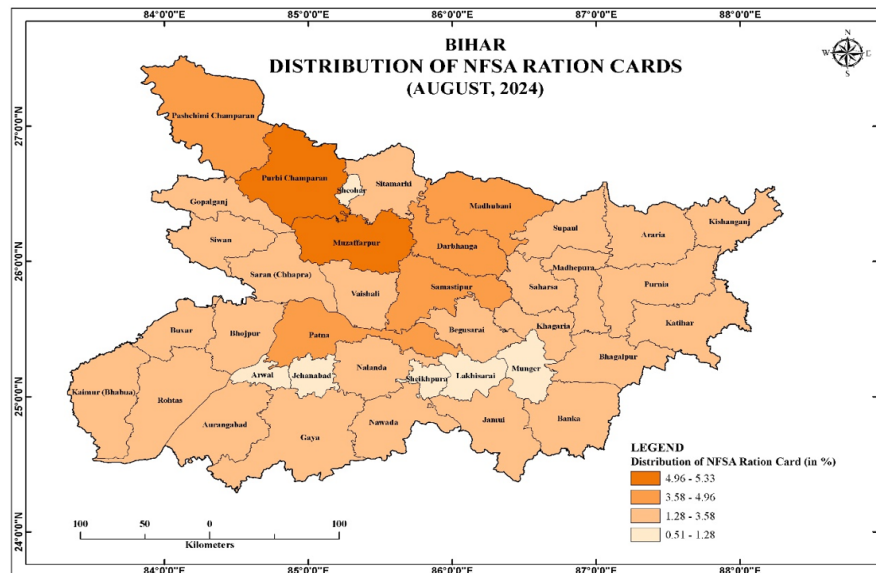 84°0'0"E 85°0'0"E 86°0'0"E 87°0'0"E 88°0'0"E
BIHAR
DISTRIBUTION OF NFSA RATION CARDS
(AUGUST, 2024)
N
W E
S
27°0'0"N
26°0'0"N
25°0'0"N
24°0'0"N
Pashchimi Champaran
Purbi Champaran
Sheohar
Sitamarhi
Gopalganj
Madhubani
Siwan
Muzaffarpur
Darbhanga
Supaul
Araria
Kishanganj
Saran (Chhapra)
Vaishali
Samastipur
Madhepura
Saharsa
Purnia
Buxar
Bhojpur
Patna
Begusarai
Khagaria
Katihar
Arwal
Jehanabad
Nalanda
Sheikhpura
Lakhisarai
Munger
Bhagalpur
Kaimur (Bhabua)
Rohtas
Aurangabad
Gaya
Nawada
Jamui
Banka
LEGEND
Distribution of NFSA Ration Card (in %)
4.96 - 5.33
3.58 - 4.96
1.28 - 3.58
0.51 - 1.28
100 50 0 100
Kilometers
84°0'0"E 85°0'0"E 86°0'0"E 87°0'0"E 88°0'0"E